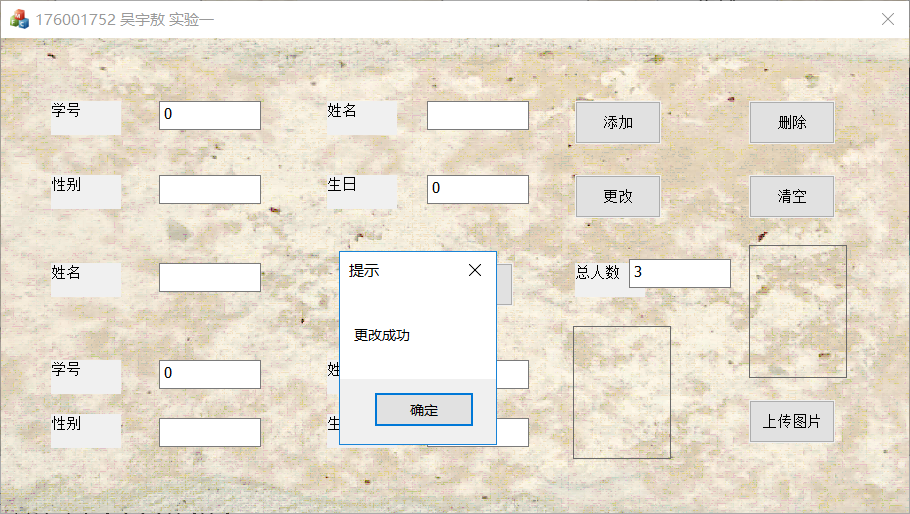 176001752 吴宇敖 实验一
学号 0 姓名 添加 删除
性别 生日 0 更改 清空
姓名 总人数 3
提示
更改成功
确定
学号 0 姓
性别 生
上传图片